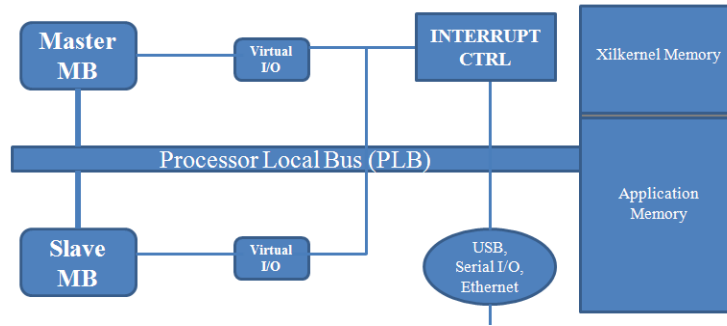 Master
MB
Virtual
I/O
INTERRUPT
CTRL
Xilkernel Memory
Processor Local Bus (PLB)
Application
Memory
Slave
MB
Virtual
I/O
USB,
Serial I/O,
Ethernet